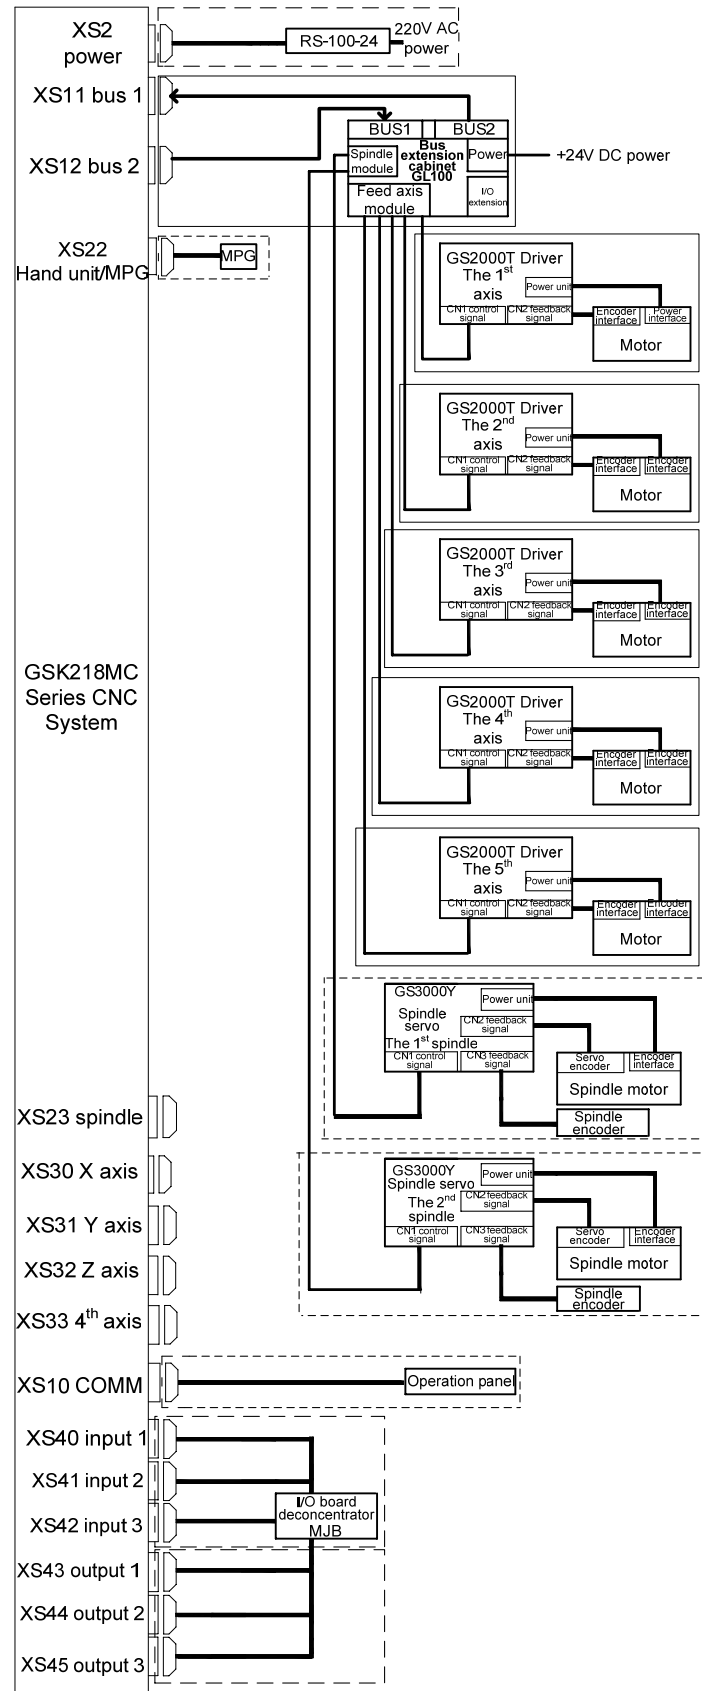 XS2
power
RS-100-24
220V AC
power
XS11 bus 1
XS12 bus 2
BUS1
BUS2
Bus
extension
cabinet
GL100
Spindle
module
Power
+24V DC power
Feed axis
module
I/O
extension
XS22
Hand unit/MPG
MPG
GS2000T Driver
The 1st
axis
Power unit
CN1 control
signal
CN2 feedback
signal
Encoder
interface
Power
interface
Motor
GS2000T Driver
The 2nd
axis
Power unit
CN1 control
signal
CN2 feedback
signal
Encoder
interface
Encoder
interface
Motor
GS2000T Driver
The 3rd
axis
Power unit
CN1 control
signal
CN2 feedback
signal
Encoder
interface
Encoder
interface
Motor
GSK218MC
Series CNC
System
GS2000T Driver
The 4th
axis
Power unit
CN1 control
signal
CN2 feedback
signal
Encoder
interface
Encoder
interface
Motor
GS2000T Driver
The 5th
axis
Power unit
CN1 control
signal
CN2 feedback
signal
Encoder
interface
Encoder
interface
Motor
GS3000Y
Spindle
servo
The 1st spindle
Power unit
CN2 feedback
signal
CN1 control
signal
CN3 feedback
signal
Servo
encoder
Encoder
interface
Spindle motor
Spindle
encoder
XS23 spindle
GS3000Y
Spindle servo
The 2nd
spindle
Power unit
CN2 feedback
signal
CN1 control
signal
CN3 feedback
signal
Servo
encoder
Encoder
interface
Spindle motor
Spindle
encoder
XS30 X axis
XS31 Y axis
XS32 Z axis
XS33 4th axis
XS10 COMM
Operation panel
XS40 input 1
XS41 input 2
XS42 input 3
I/O board
deconcentrator
MJB
XS43 output 1
XS44 output 2
XS45 output 3